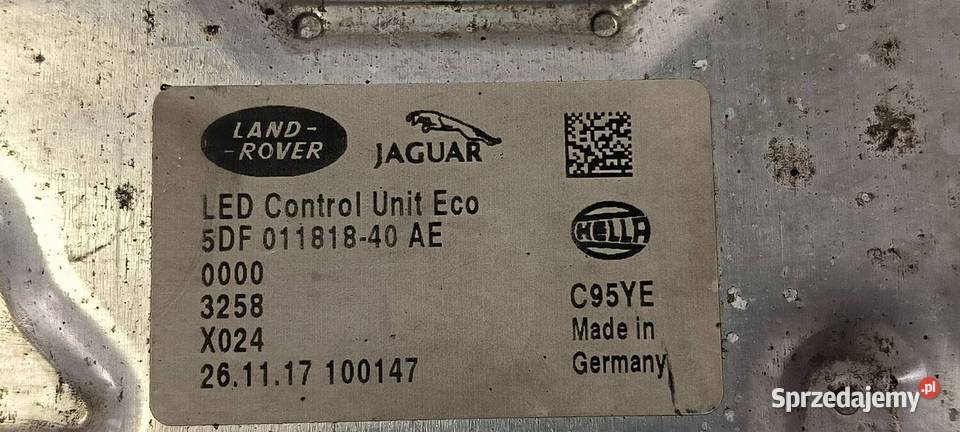 LAND-
-ROVER
JAGUAR
LED Control Unit Eco
5DF 011818-40 AE
HELLA
0000
3258
C95YE
X024
Made in
26.11.17 100147
Germany
Sprzedajemy.pl